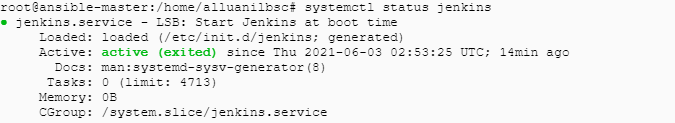 root@ansible-master:/home/alluanilbsc# systemctl status jenkins
● jenkins.service - LSB: Start Jenkins at boot time
Loaded: loaded (/etc/init.d/jenkins; generated)
Active: active (exited) since Thu 2021-06-03 02:53:25 UTC; 14min ago
Docs: man:systemd-sysv-generator(8)
Tasks: 0 (limit: 4713)
Memory: 0B
CGroup: /system.slice/jenkins.service